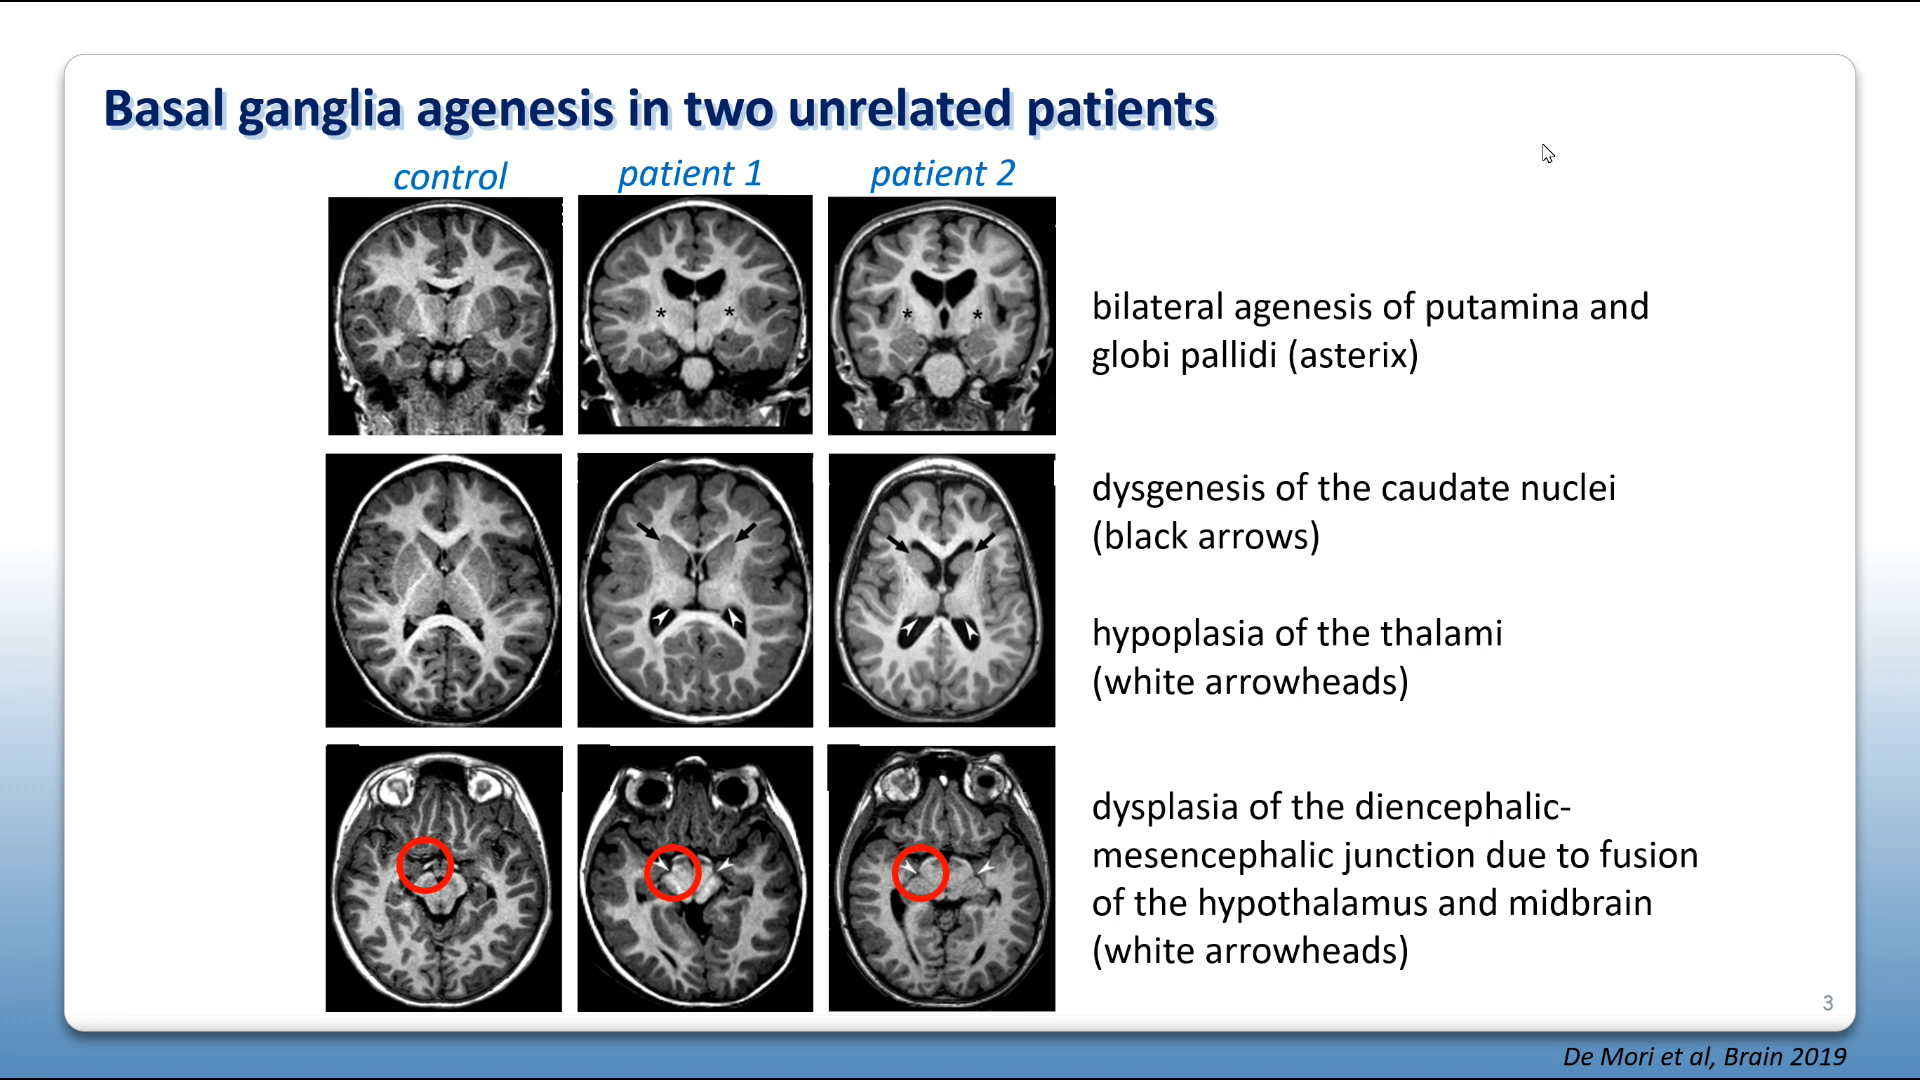 Basal ganglia agenesis in two unrelated patients
control
patient 1
patient 2
* *
* *
bilateral agenesis of putamina and
globi pallidi (asterix)
dysgenesis of the caudate nuclei
(black arrows)
hypoplasia of the thalami
(white arrowheads)
dysplasia of the diencephalic-
mesencephalic junction due to fusion
of the hypothalamus and midbrain
(white arrowheads)
3
De Mori et al, Brain 2019